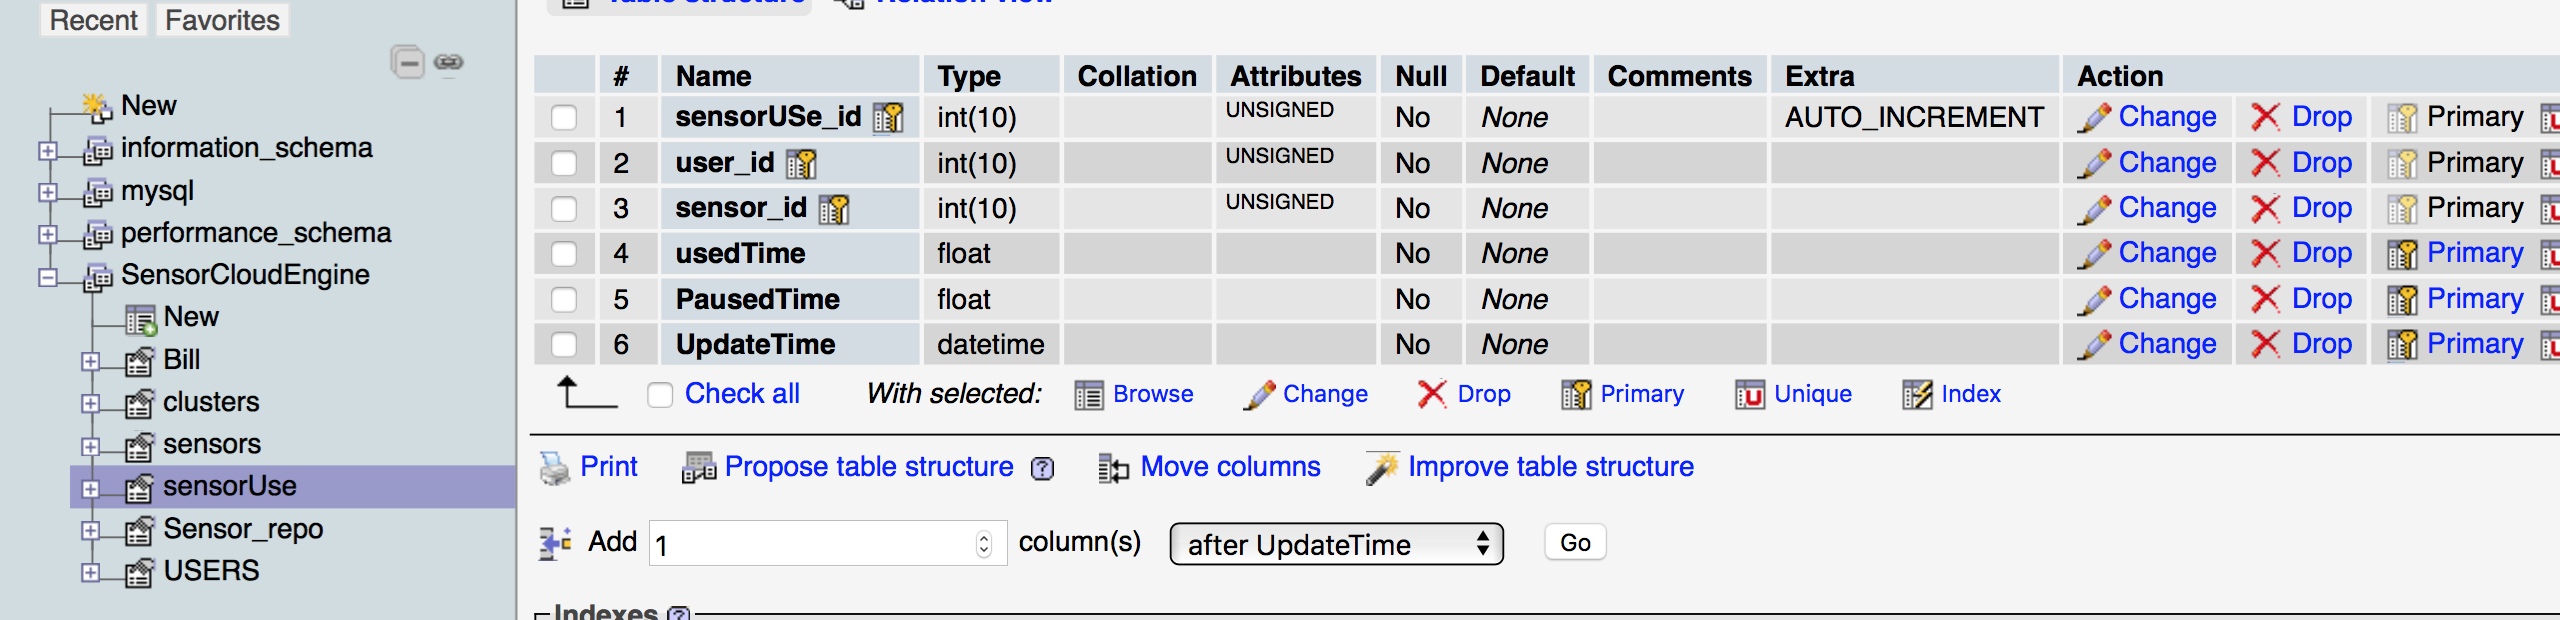 Recent Favorites
New
information_schema
mysql
performance_schema
SensorCloudEngine
New
Bill
clusters
sensors
sensorUse
Sensor_repo
USERS
Table structure Relation view
# Name Type Collation Attributes Null Default Comments Extra Action
1 sensorUSe_id int(10) UNSIGNED No None AUTO_INCREMENT Change Drop Primary
2 user_id int(10) UNSIGNED No None Change Drop Primary
3 sensor_id int(10) UNSIGNED No None Change Drop Primary
4 usedTime float No None Change Drop Primary
5 PausedTime float No None Change Drop Primary
6 UpdateTime datetime No None Change Drop Primary
Check all With selected: Browse Change Drop Primary Unique Index
Print Propose table structure Move columns Improve table structure
Add 1 column(s) after UpdateTime Go
Indexes